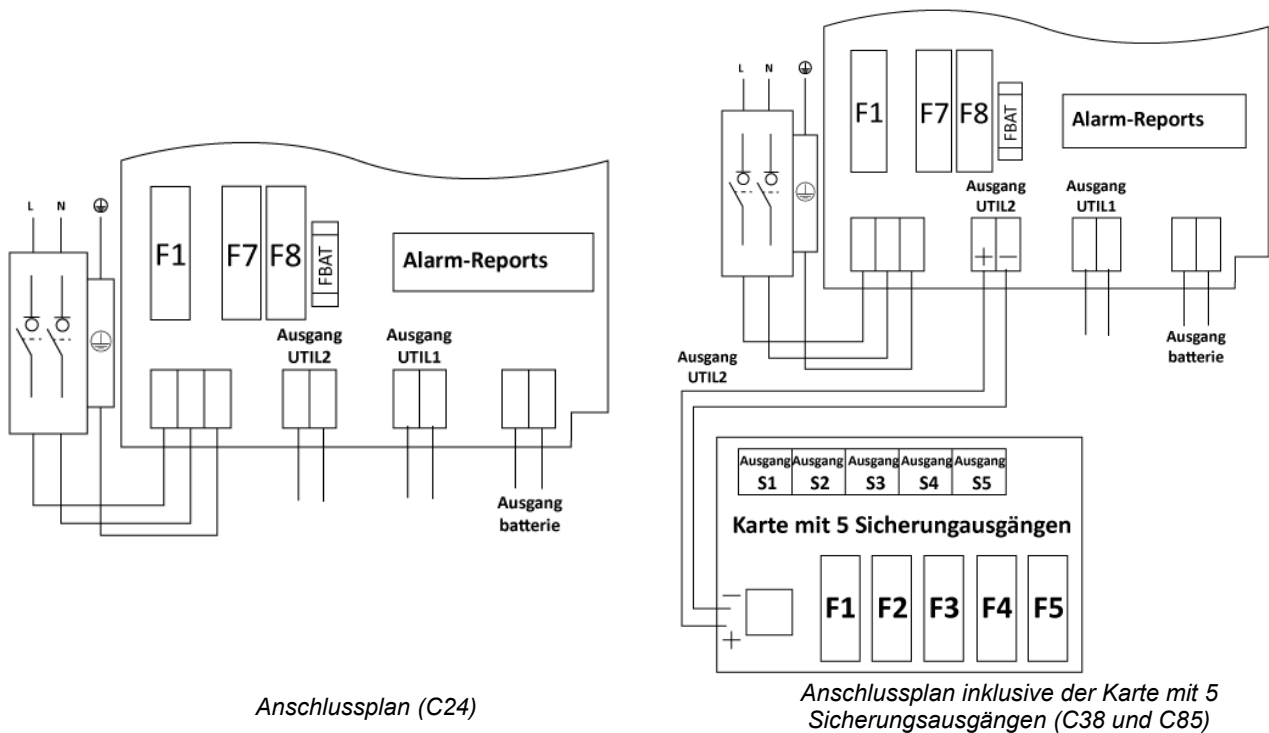 L N
F1 F7 F8 FBAT
Alarm-Reports
Ausgang
UTIL2
Ausgang
UTIL1
Ausgang
batterie
Anschlussplan (C24)
L N
F1 F7 F8 FBAT
Alarm-Reports
Ausgang
UTIL2
Ausgang
UTIL1
+ −
Ausgang
batterie
Ausgang
UTIL2
Ausgang Ausgang Ausgang Ausgang Ausgang
S1 S2 S3 S4 S5
Karte mit 5 Sicherungausgängen
−
+
F1 F2 F3 F4 F5
Anschlussplan inklusive der Karte mit 5
Sicherungsausgängen (C38 und C85)